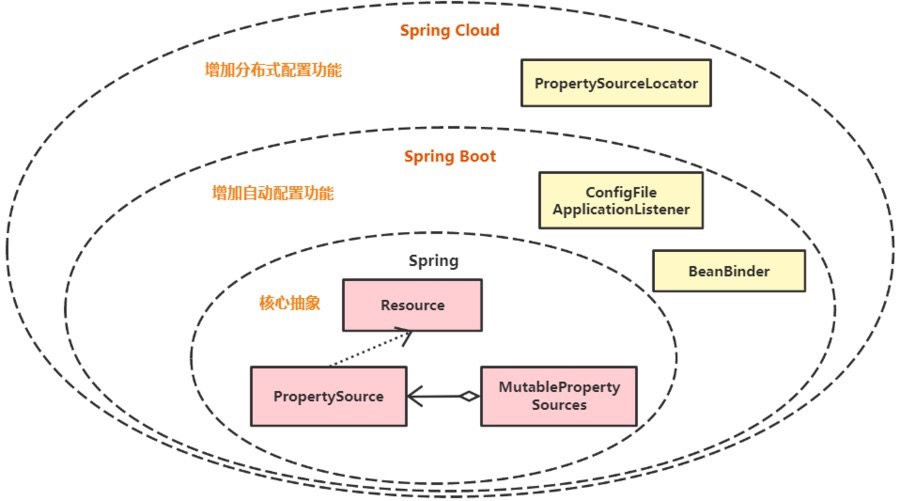 Spring Cloud
增加分布式配置功能
PropertySourceLocator
Spring Boot
增加自动配置功能
ConfigFile
ApplicationListener
BeanBinder
Spring
核心抽象
Resource
PropertySource
MutableProperty
Sources